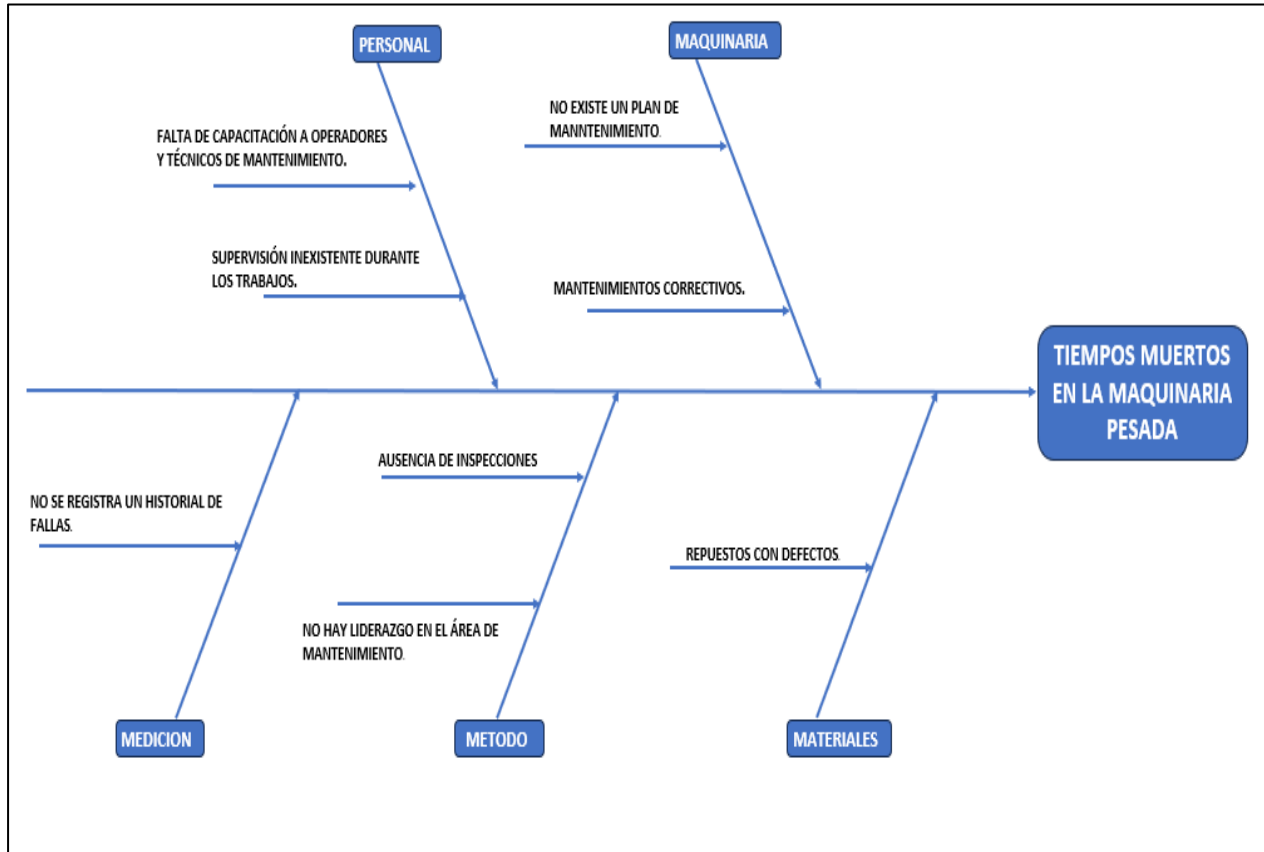 PERSONAL
MAQUINARIA
FALTA DE CAPACITACIÓN A OPERADORES
Y TÉCNICOS DE MANTENIMIENTO.
NO EXISTE UN PLAN DE
MANNTENIMIENTO.
SUPERVISIÓN INEXISTENTE DURANTE
LOS TRABAJOS.
MANTENIMIENTOS CORRECTIVOS.
TIEMPOS MUERTOS
EN LA MAQUINARIA
PESADA
NO SE REGISTRA UN HISTORIAL DE
FALLAS.
AUSENCIA DE INSPECCIONES
NO HAY LIDERAZGO EN EL ÁREA DE
MANTENIMIENTO.
REPUESTOS CON DEFECTOS.
MEDICION
METODO
MATERIALES